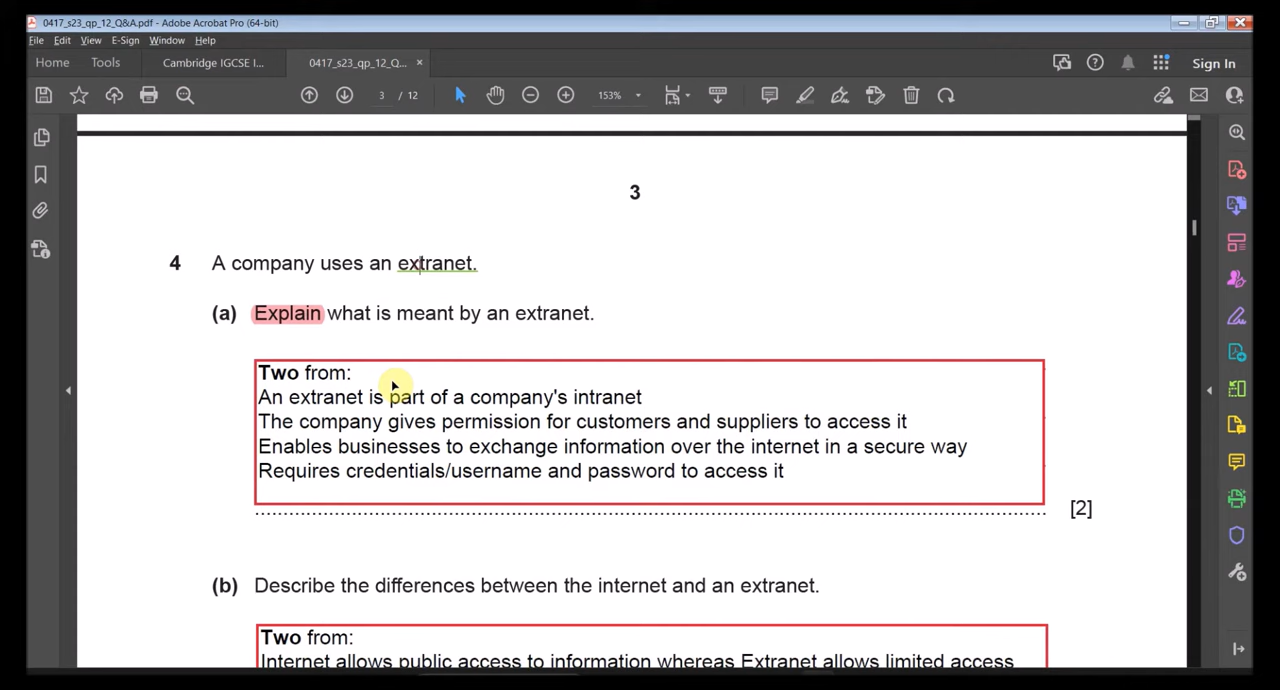 0417_s23_qp_12_Q&A.pdf - Adobe Acrobat Pro (64-bit)
File Edit View E-Sign Window Help
Home Tools Cambridge IGCSE I... 0417_s23_qp_12_Q... × Sign In
3 / 12 153%
3
4 A company uses an extranet.
(a) Explain what is meant by an extranet.
Two from:
An extranet is part of a company's intranet
The company gives permission for customers and suppliers to access it
Enables businesses to exchange information over the internet in a secure way
Requires credentials/username and password to access it
[2]
(b) Describe the differences between the internet and an extranet.
Two from:
Internet allows public access to information whereas Extranet allows limited access